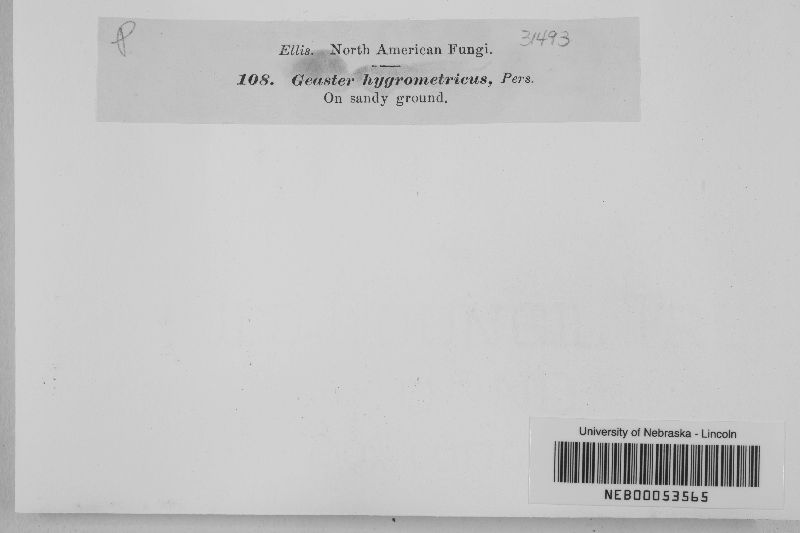 Ellis. North American Fungi.
31493
108. Geaster hygrometricus, Pers.
On sandy ground.
University of Nebraska - Lincoln
NEB00053565